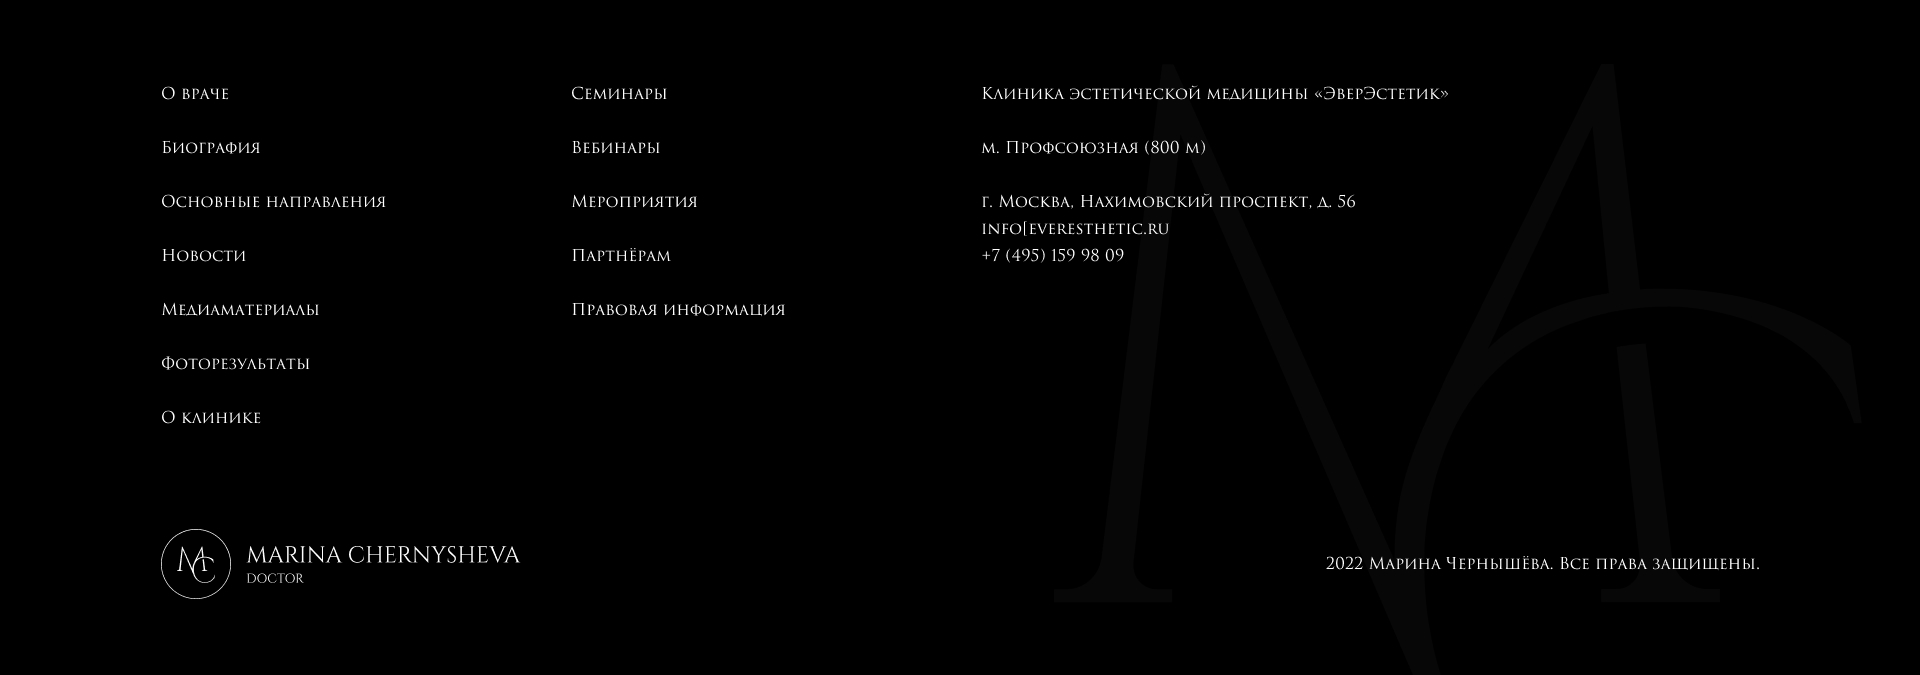 О враче
Биография
Основные направления
Новости
Медиаматериалы
Фоторезультаты
О клинике
Семинары
Вебинары
Мероприятия
Партнёрам
Правовая информация
Клиника эстетической медицины «ЭверЭстетик»
м. Профсоюзная (800 м)
г. Москва, Нахимовский проспект, д. 56
info[everesthetic.ru
+7 (495) 159 98 09
MC
MARINA CHERNYSHEVA
DOCTOR
2022 Марина Чернышёва. Все права защищены.